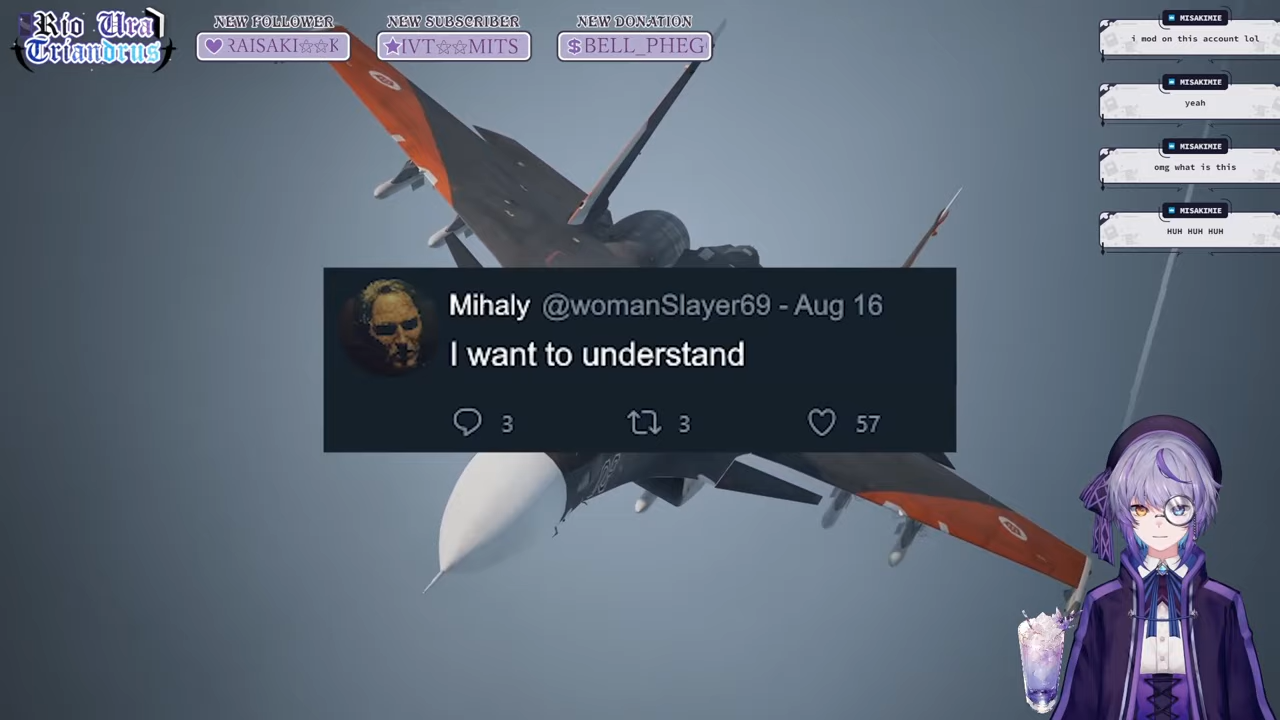 Rio Ura
Triandrus
NEW FOLLOWER
RAISAKI☆☆K
NEW SUBSCRIBER
IVT☆☆MITS
NEW DONATION
$BELL_PHEG
MISAKIMIE
i mod on this account lol
MISAKIMIE
yeah
MISAKIMIE
omg what is this
MISAKIMIE
HUH HUH HUH
Mihaly @womanSlayer69 - Aug 16
I want to understand
3 3 57